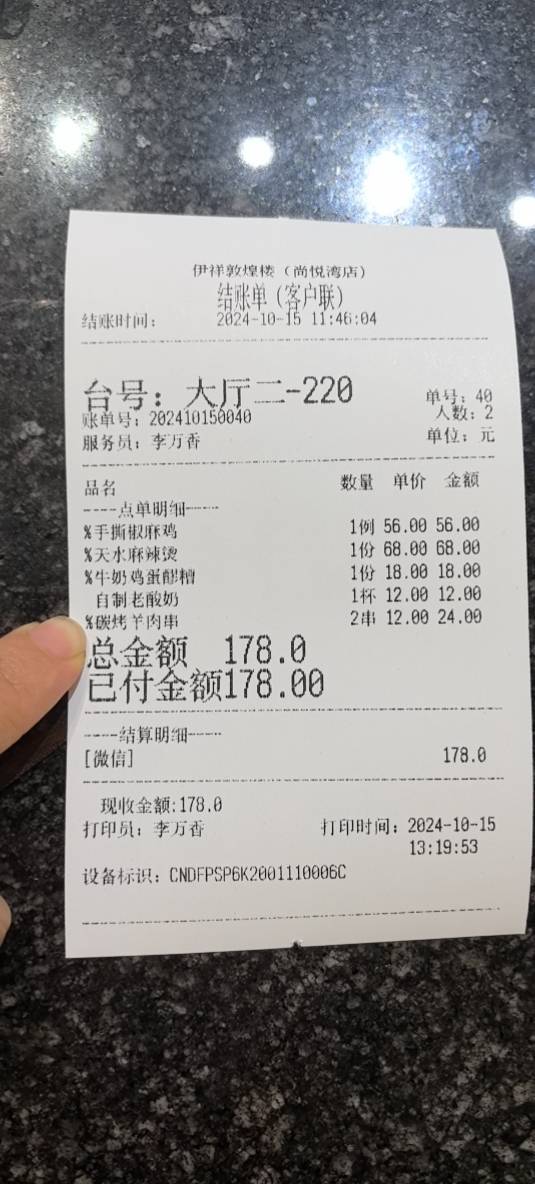 伊祥敦煌楼（尚悦湾店）
结账单（客户联）
结账时间： 2024-10-15 11:46:04
台号：大厅二-220 单号：40
账单号：202410150040 人数：2
服务员：李万香 单位：元
品名 数量 单价 金额
----点单明细----
%手撕椒麻鸡 1例 56.00 56.00
%天水麻辣烫 1份 68.00 68.00
%牛奶鸡蛋醪糟 1份 18.00 18.00
自制老酸奶 1杯 12.00 12.00
%碳烤羊肉串 2串 12.00 24.00
总金额 178.0
已付金额178.00
----结算明细----
[微信] 178.0
现收金额:178.0
打印员：李万香 打印时间：2024-10-15
13:19:53
设备标识：CNDFPSP6K2001110006C